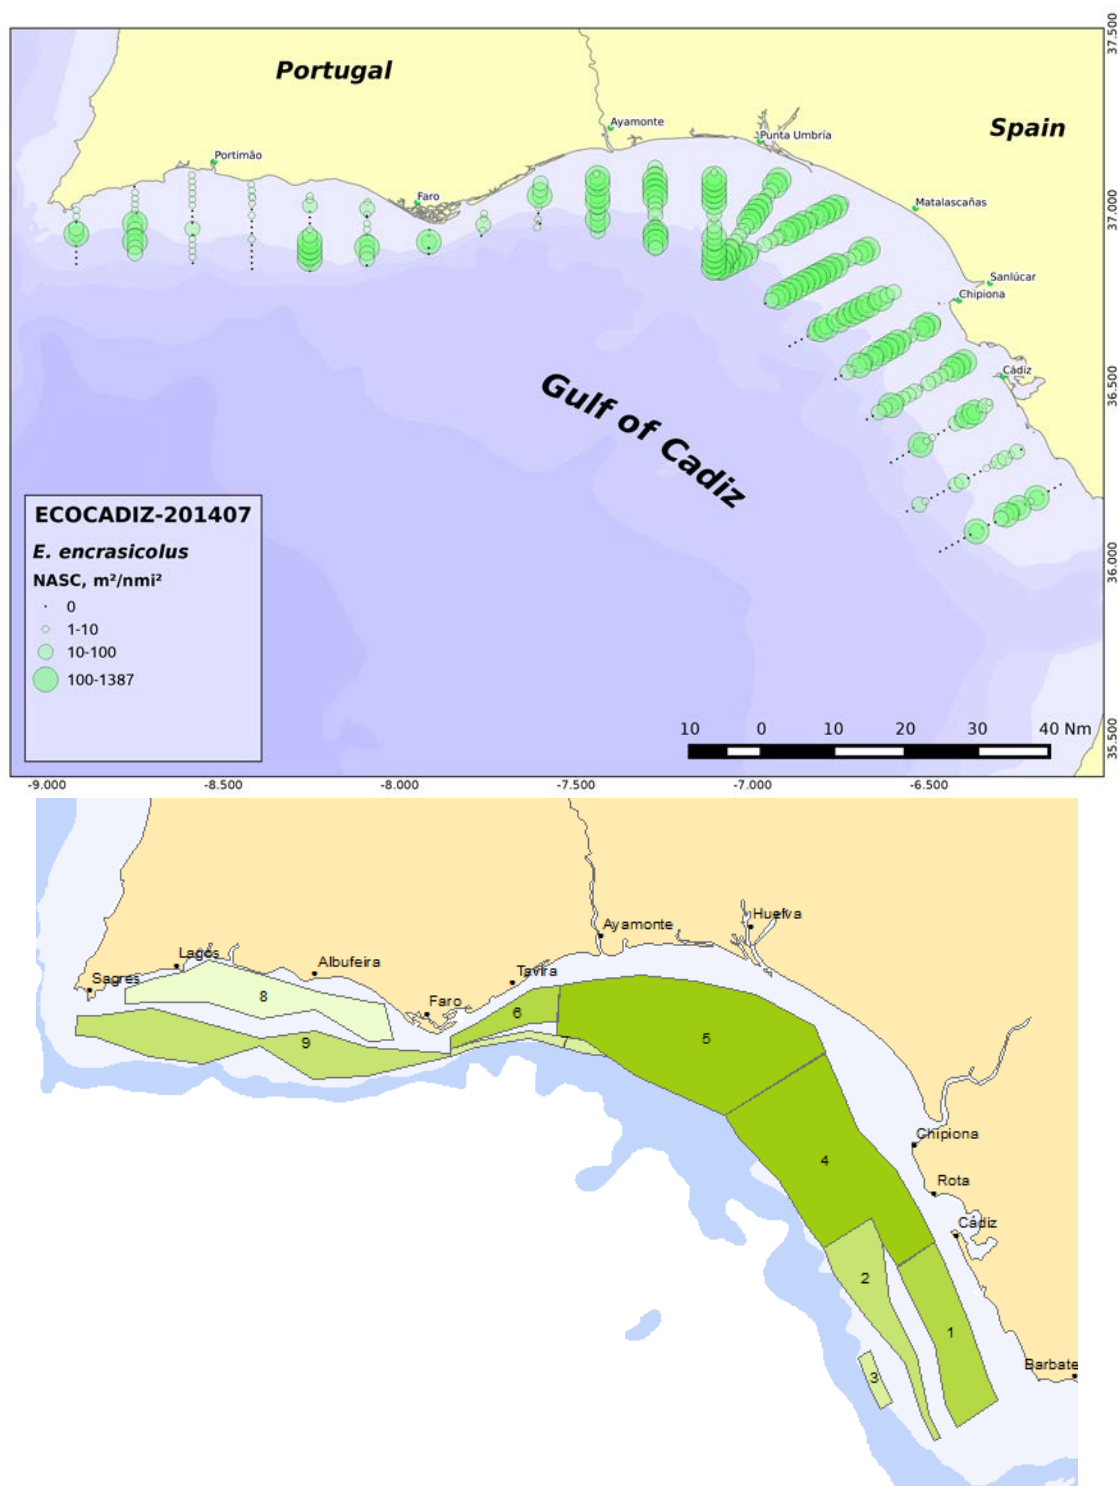 Portugal
Spain
Ayamonte
Punta Umbría
Portimão
Faro
Matalascañas
Sanlúcar
Chipiona
Cádiz
Gulf of Cadiz
37.500
37.000
36.500
36.000
35.500
ECOCADIZ-201407
E. encrasicolus
NASC, m²/nmi²
0
1-10
10-100
100-1387
10 0 10 20 30 40 Nm
-9.000 -8.500 -8.000 -7.500 -7.000 -6.500
Huelva
Ayamonte
Lagos
Albufeira
Tavira
Sagres
Faro
8
6
9
7
5
Chipiona
4
Rota
Cádiz
2
1
Barbate
3